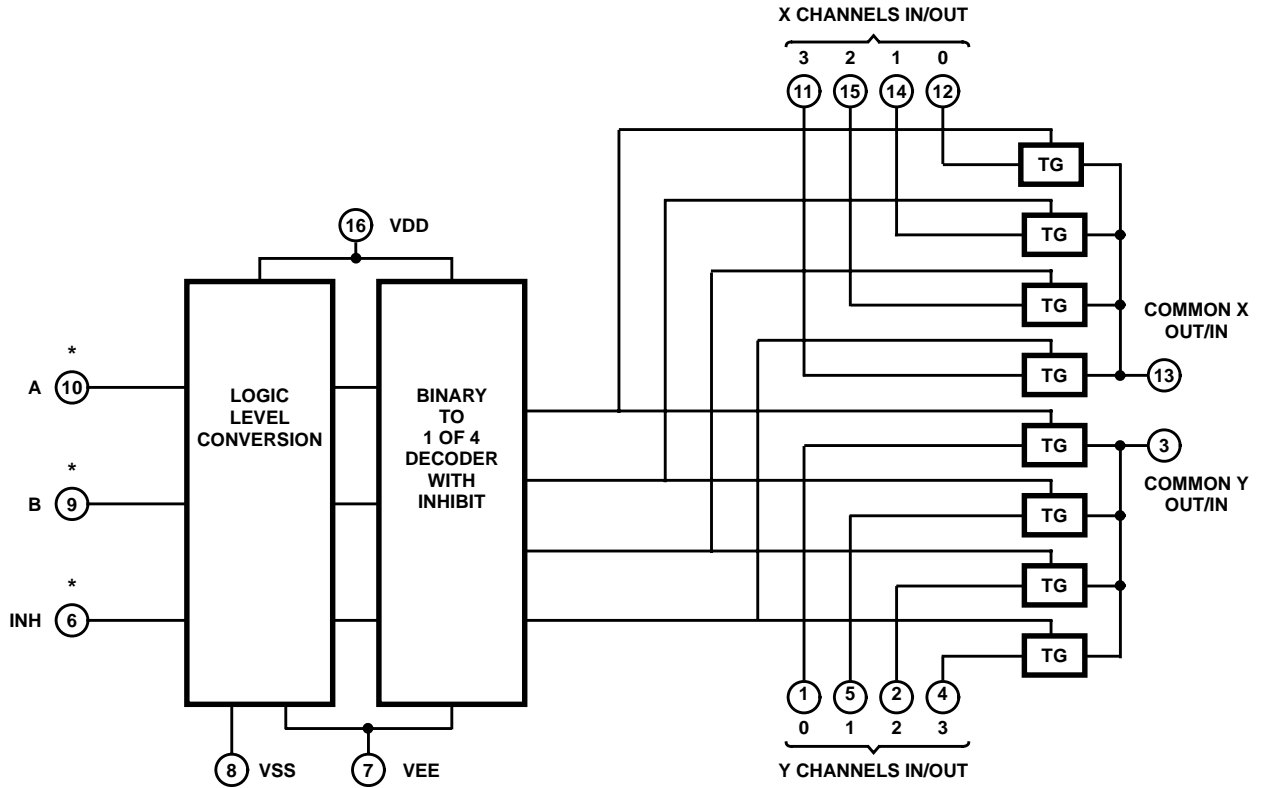 X CHANNELS IN/OUT
3 2 1 0
11 15 14 12
TG
16 VDD
TG
TG
COMMON X
OUT/IN
*
A 10
LOGIC
LEVEL
CONVERSION
BINARY
TO
1 OF 4
DECODER
WITH
INHIBIT
TG
13
TG
3
*
B 9
COMMON Y
OUT/IN
TG
TG
*
INH 6
TG
1 5 2 4
0 1 2 3
8 VSS
7 VEE
Y CHANNELS IN/OUT